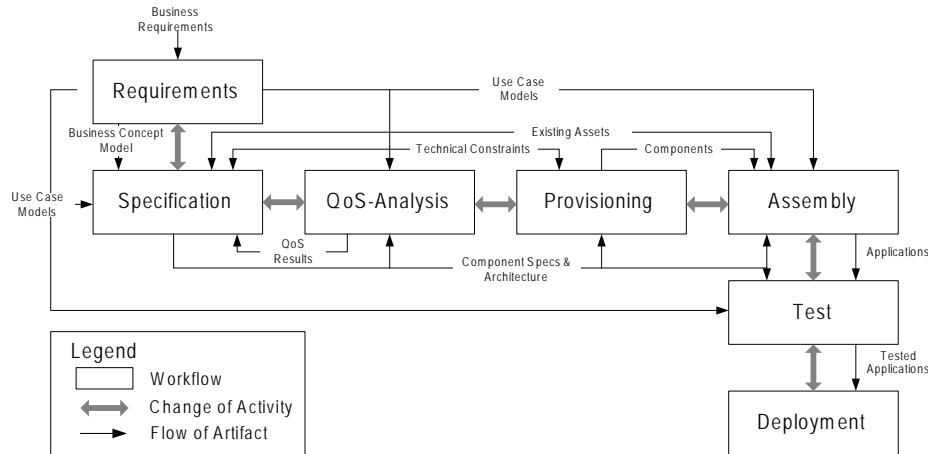 Business
Requirements
Requirements
Use Case
Models
Business Concept
Model
Existing Assets
Technical Constraints
Components
Use Case
Models
Specification
QoS-Analysis
Provisioning
Assembly
QoS
Results
Component Specs &
Architecture
Applications
Test
Tested
Applications
Deployment
Legend
Workflow
Change of Activity
Flow of Artifact